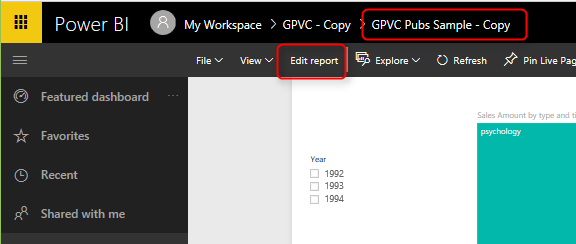 Power BI My Workspace > GPVC - Copy > GPVC Pubs Sample - Copy
File View Edit report Explore Refresh Pin Live Pag
Featured dashboard ...
Favorites
Recent
Shared with me
Sales Amount by type and ti
psychology
Year
1992
1993
1994